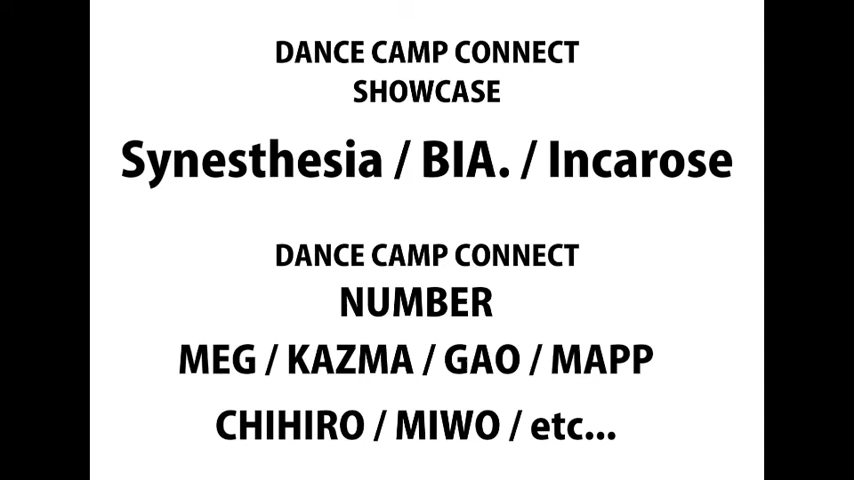 DANCE CAMP CONNECT
SHOWCASE
Synesthesia / BIA. / Incarose
DANCE CAMP CONNECT
NUMBER
MEG / KAZMA / GAO / MAPP
CHIHIRO / MIWO / etc...